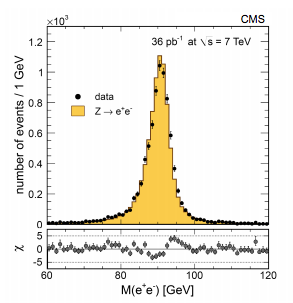 ×10³
CMS
36 pb⁻¹ at √s = 7 TeV
data
Z → e⁺e⁻
number of events / 1 GeV
1.2
1
0.8
0.6
0.4
0.2
0
χ
5
0
-5
60 80 100 120
M(e⁺e⁻) [GeV]